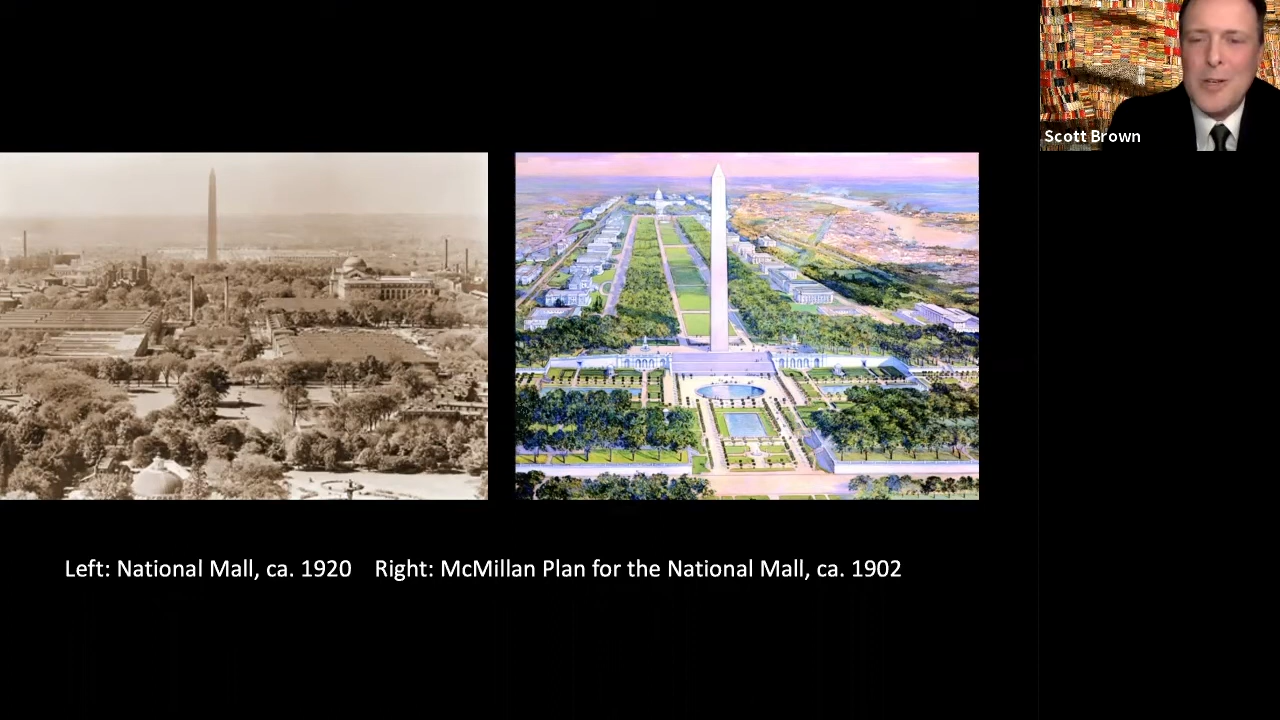 Scott Brown
Left: National Mall, ca. 1920 Right: McMillan Plan for the National Mall, ca. 1902